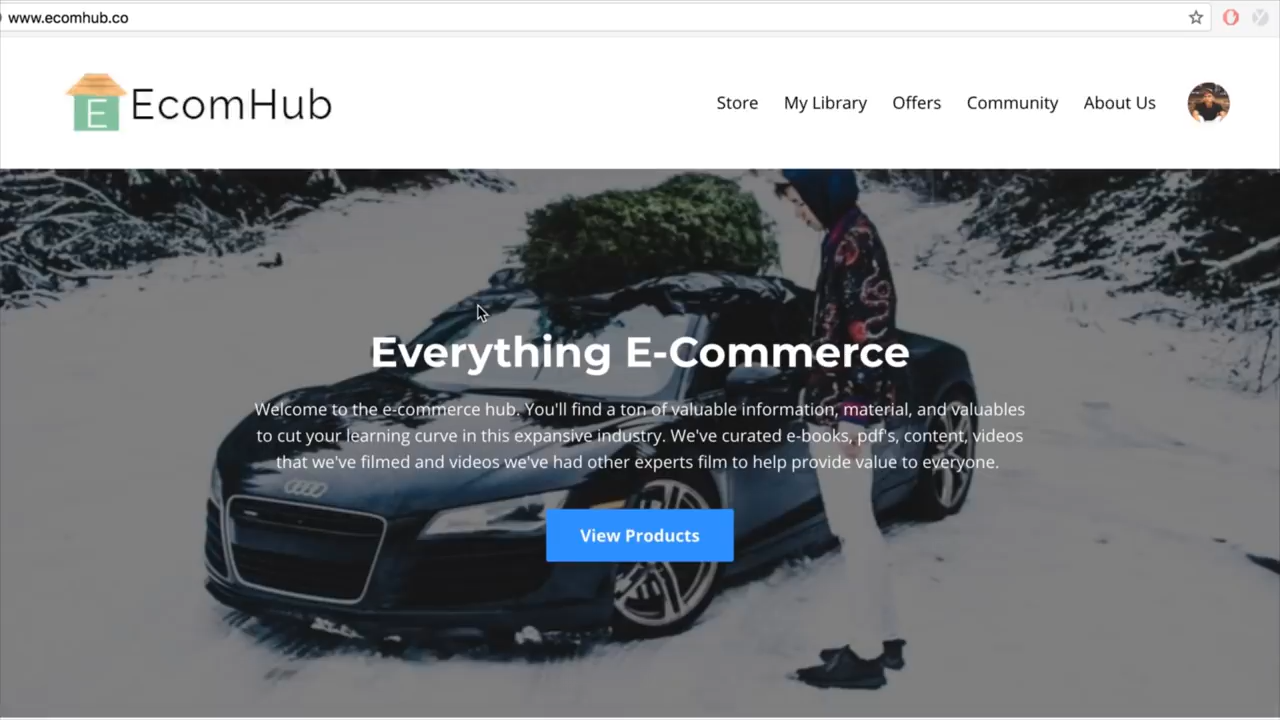 www.ecomhub.co
E EcomHub
Store My Library Offers Community About Us
Everything E-Commerce
Welcome to the e-commerce hub. You'll find a ton of valuable information, material, and valuables
to cut your learning curve in this expansive industry. We've curated e-books, pdf's, content, videos
that we've filmed and videos we've had other experts film to help provide value to everyone.
View Products